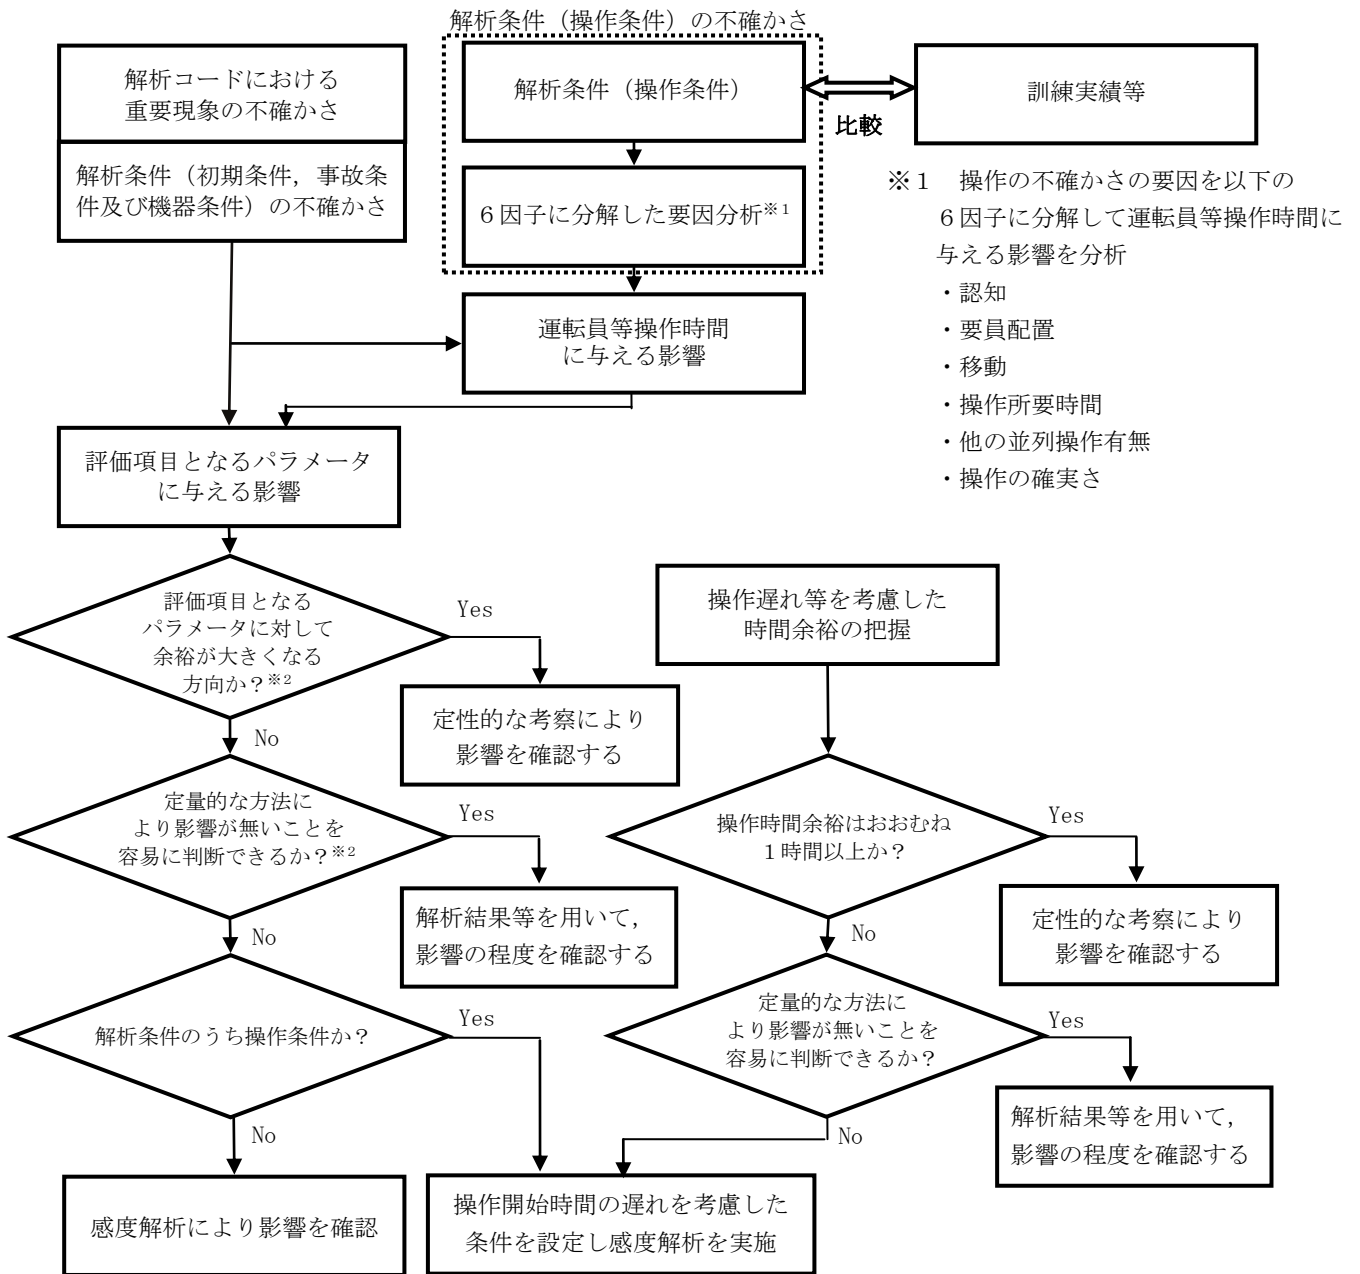 解析条件（操作条件）の不確かさ
解析コードにおける
重要現象の不確かさ
解析条件（初期条件，事故条
件及び機器条件）の不確かさ
解析条件（操作条件）
比較
訓練実績等
６因子に分解した要因分析※1
※１　操作の不確かさの要因を以下の
６因子に分解して運転員等操作時間に
与える影響を分析
・認知
・要員配置
・移動
・操作所要時間
・他の並列操作有無
・操作の確実さ
運転員等操作時間
に与える影響
評価項目となるパラメータ
に与える影響
評価項目となる
パラメータに対して
余裕が大きくなる
方向か？※2
Yes
定性的な考察により
影響を確認する
No
定量的な方法に
より影響が無いことを
容易に判断できるか？※2
Yes
解析結果等を用いて，
影響の程度を確認する
No
解析条件のうち操作条件か？
Yes
No
感度解析により影響を確認
操作開始時間の遅れを考慮した
条件を設定し感度解析を実施
操作遅れ等を考慮した
時間余裕の把握
操作時間余裕はおおむね
１時間以上か？
Yes
定性的な考察により
影響を確認する
No
定量的な方法に
より影響が無いことを
容易に判断できるか？
Yes
解析結果等を用いて，
影響の程度を確認する
No